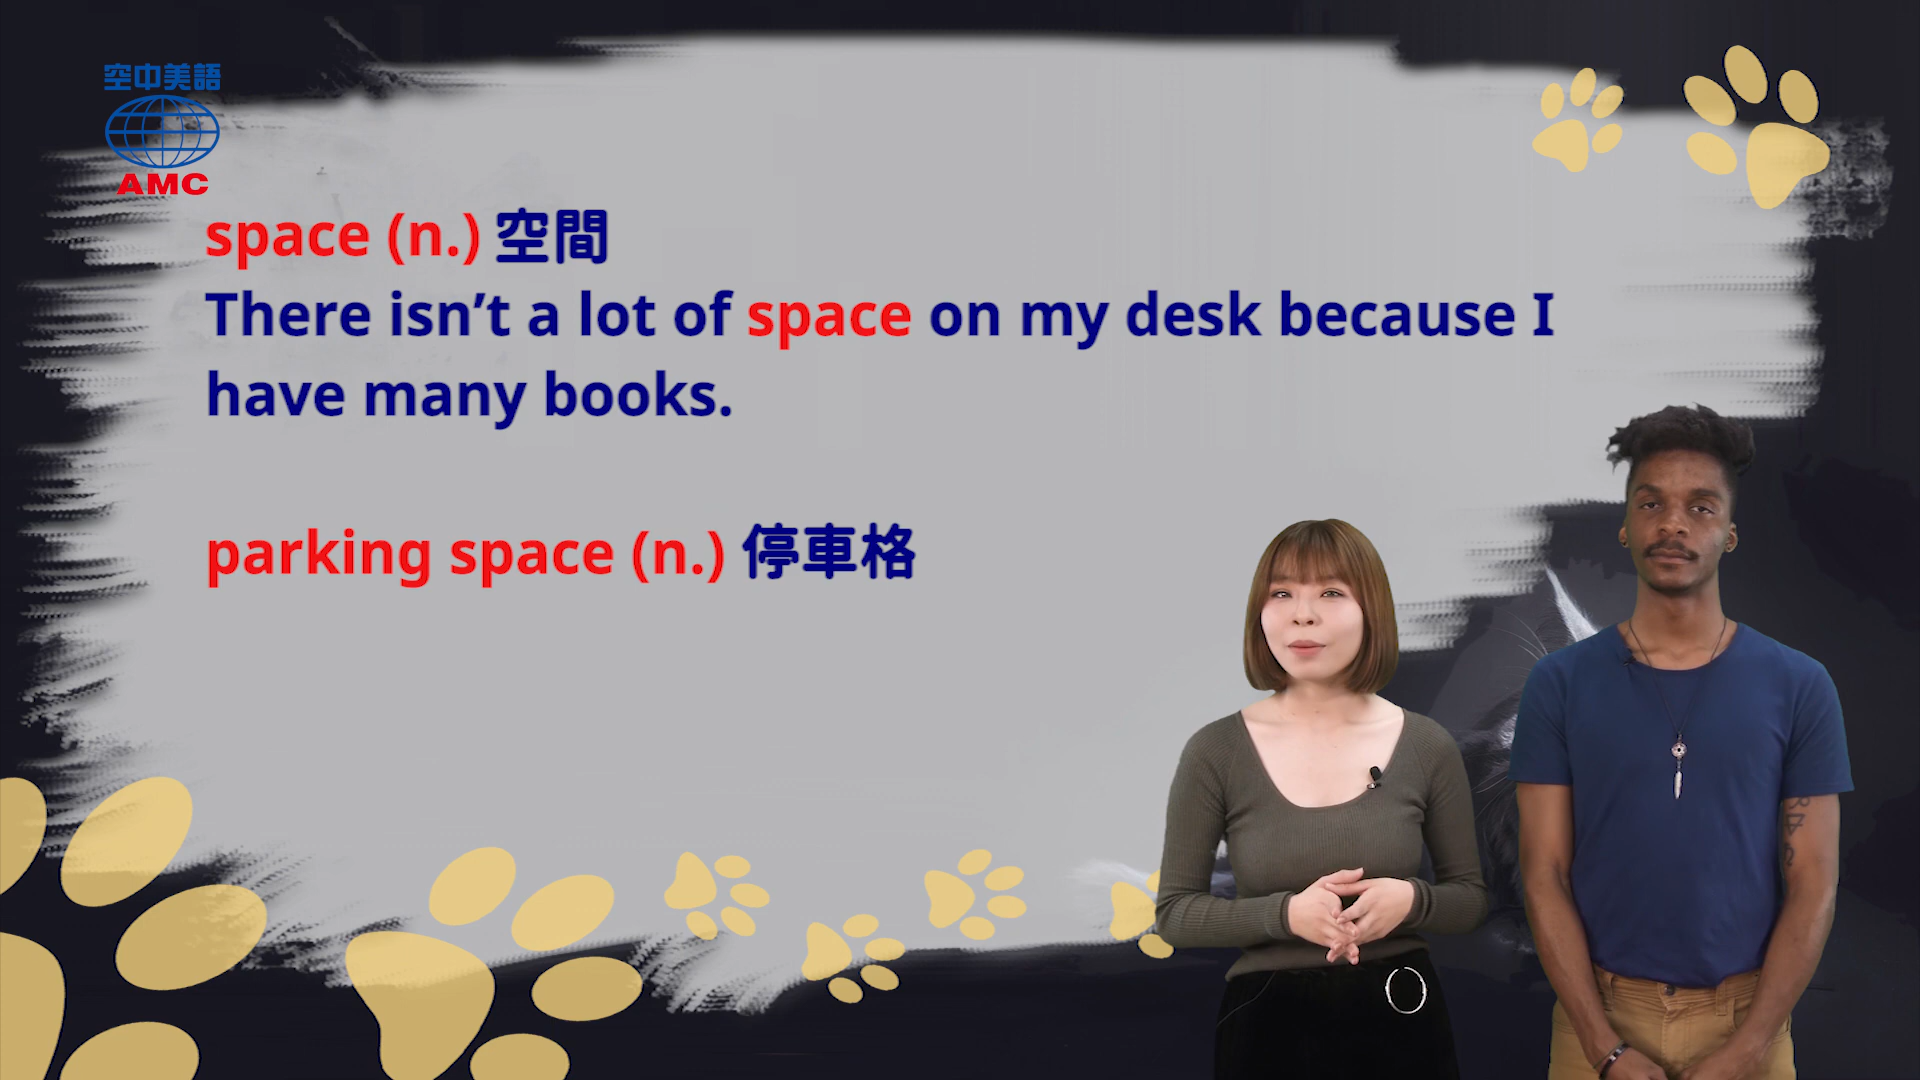 空中美語
AMC
space (n.) 空間
There isn’t a lot of space on my desk because I
have many books.
parking space (n.) 停車格